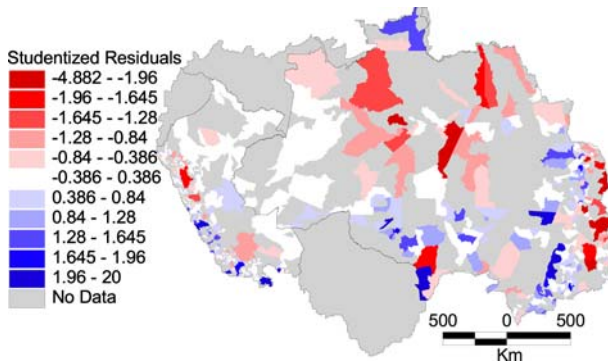 Studentized Residuals
-4.882 - -1.96
-1.96 - -1.645
-1.645 - -1.28
-1.28 - -0.84
-0.84 - -0.386
-0.386 - 0.386
0.386 - 0.84
0.84 - 1.28
1.28 - 1.645
1.645 - 1.96
1.96 - 20
No Data
500 0 500
Km